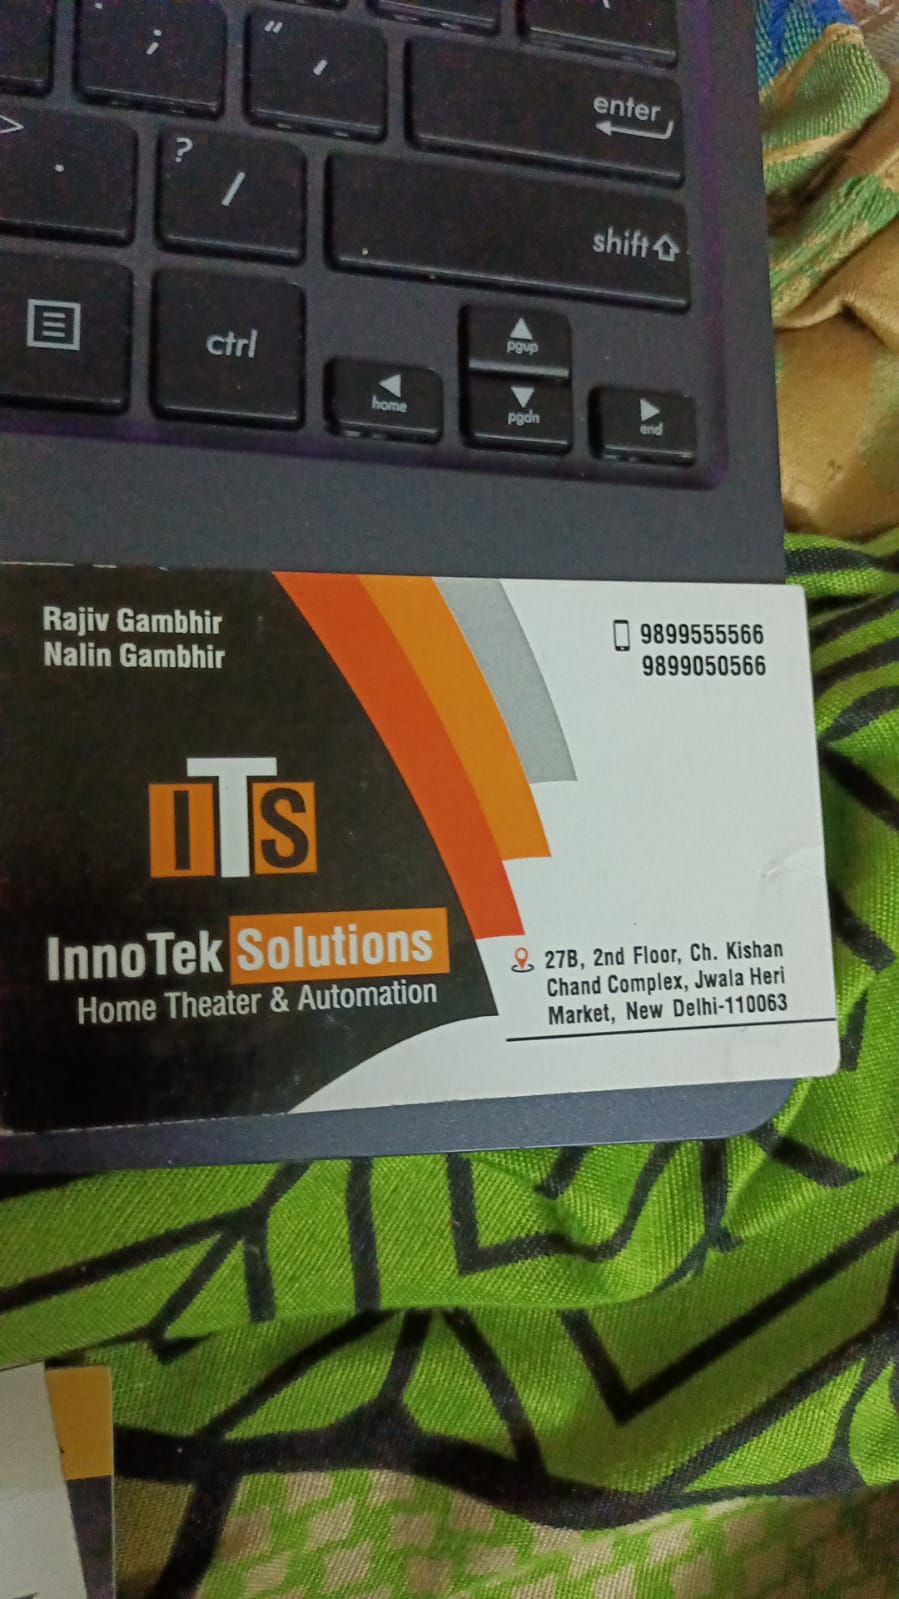 ;
"
,
enter
>
.
?
/
shift
ctrl
pgup
home
pgdn
end
Rajiv Gambhir
Nalin Gambhir
9899555566
9899050566
ITS
InnoTek Solutions
Home Theater & Automation
27B, 2nd Floor, Ch. Kishan
Chand Complex, Jwala Heri
Market, New Delhi-110063